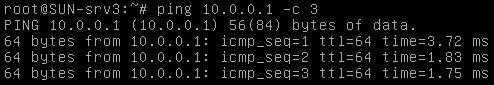 root@SUN-srv3:~# ping 10.0.0.1 -c 3
PING 10.0.0.1 (10.0.0.1) 56(84) bytes of data.
64 bytes from 10.0.0.1: icmp_seq=1 ttl=64 time=3.72 ms
64 bytes from 10.0.0.1: icmp_seq=2 ttl=64 time=1.83 ms
64 bytes from 10.0.0.1: icmp_seq=3 ttl=64 time=1.75 ms